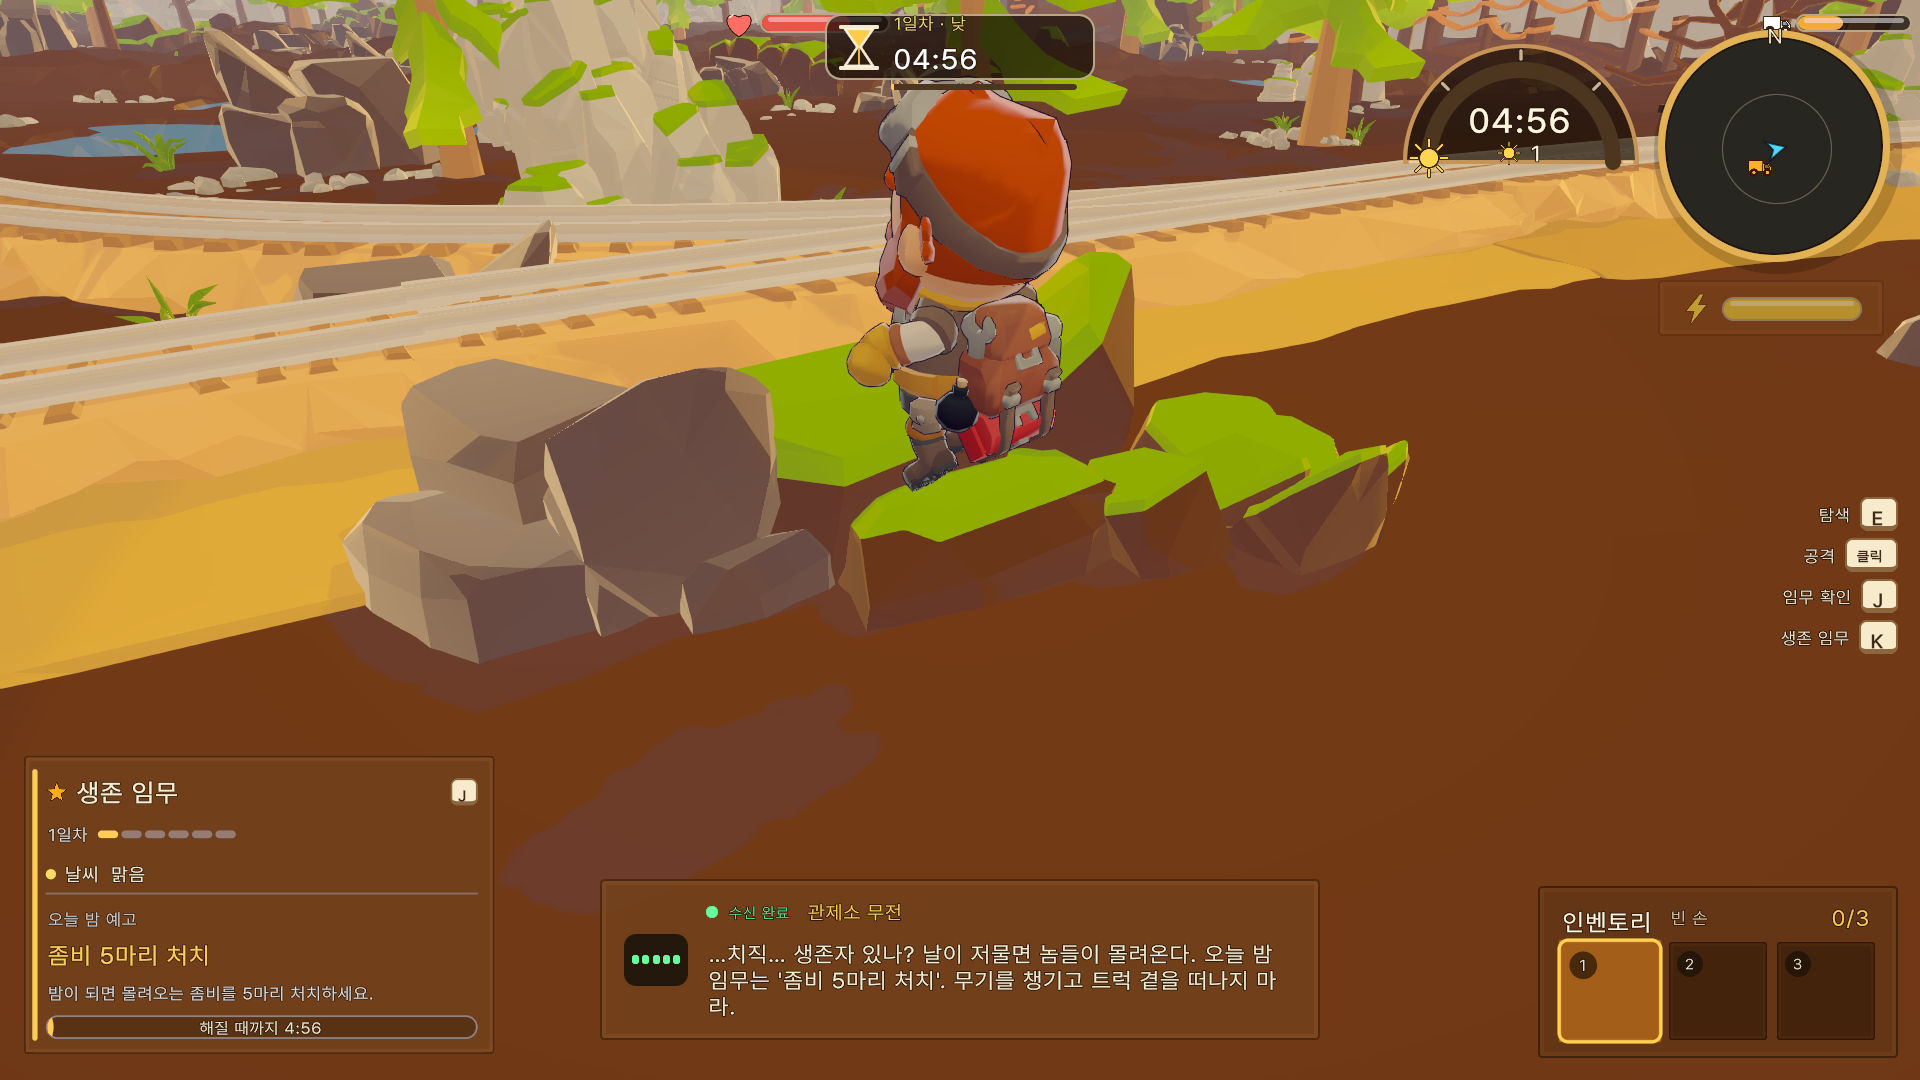 1일차 · 낮
04:56
N
04:56
1
탐색 E
공격 클릭
임무 확인 J
생존 임무 K
생존 임무 J
1일차
날씨 맑음
오늘 밤 예고
좀비 5마리 처치
밤이 되면 몰려오는 좀비를 5마리 처치하세요.
해질 때까지 4:56
수신 완료 관제소 무전
...치직... 생존자 있나? 날이 저물면 놈들이 몰려온다. 오늘 밤
임무는 '좀비 5마리 처치'. 무기를 챙기고 트럭 곁을 떠나지 마
라.
인벤토리 빈 손 0/3
1 2 3